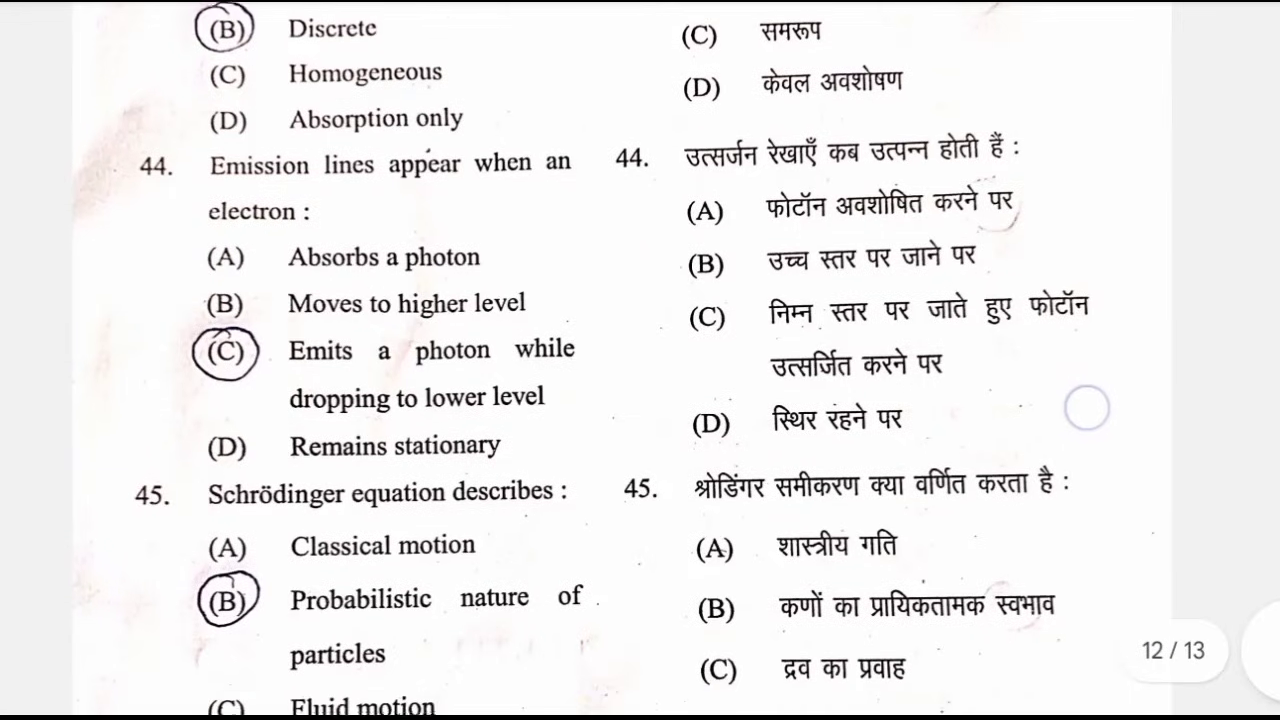 (B) Discrete
(C) Homogeneous
(D) Absorption only
44. Emission lines appear when an
electron :
(A) Absorbs a photon
(B) Moves to higher level
(C) Emits a photon while
dropping to lower level
(D) Remains stationary
45. Schrödinger equation describes :
(A) Classical motion
(B) Probabilistic nature of
particles
(C) Fluid motion
(C) समरूप
(D) केवल अवशोषण
44. उत्सर्जन रेखाएँ कब उत्पन्न होती हैं :
(A) फोटॉन अवशोषित करने पर
(B) उच्च स्तर पर जाने पर
(C) निम्न स्तर पर जाते हुए फोटॉन
उत्सर्जित करने पर
(D) स्थिर रहने पर
45. श्रोडिंगर समीकरण क्या वर्णित करता है :
(A) शास्त्रीय गति
(B) कणों का प्रायिकतामक स्वभाव
(C) द्रव का प्रवाह
12 / 13